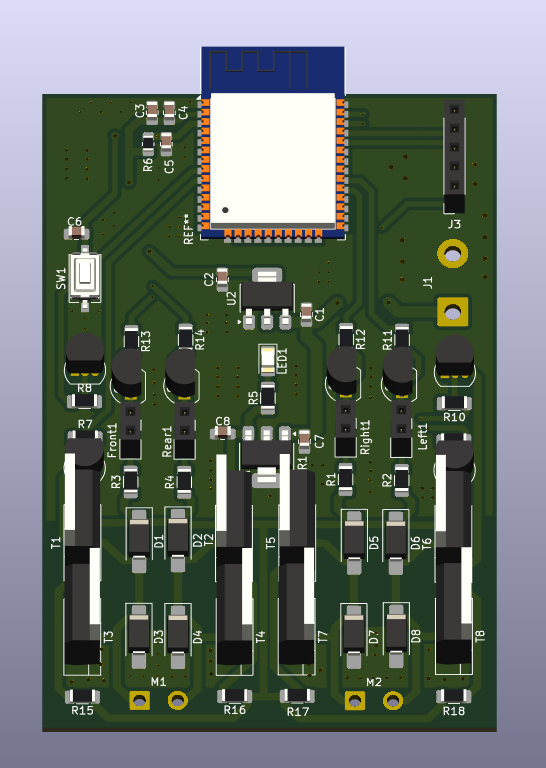 C3
C4
R6
C5
REF**
J3
C6
SW1
C2
U2
C1
J1
R13
R14
R12
R11
LED1
R8
R5
R10
R7
Front1
Rear1
C8
C7
R1
Right1
Left1
R3
R4
R1
R2
T1
D1
D2
T2
T5
D5
D6
T6
T3
D3
D4
T4
T7
D7
D8
T8
M1
M2
R15
R16
R17
R18